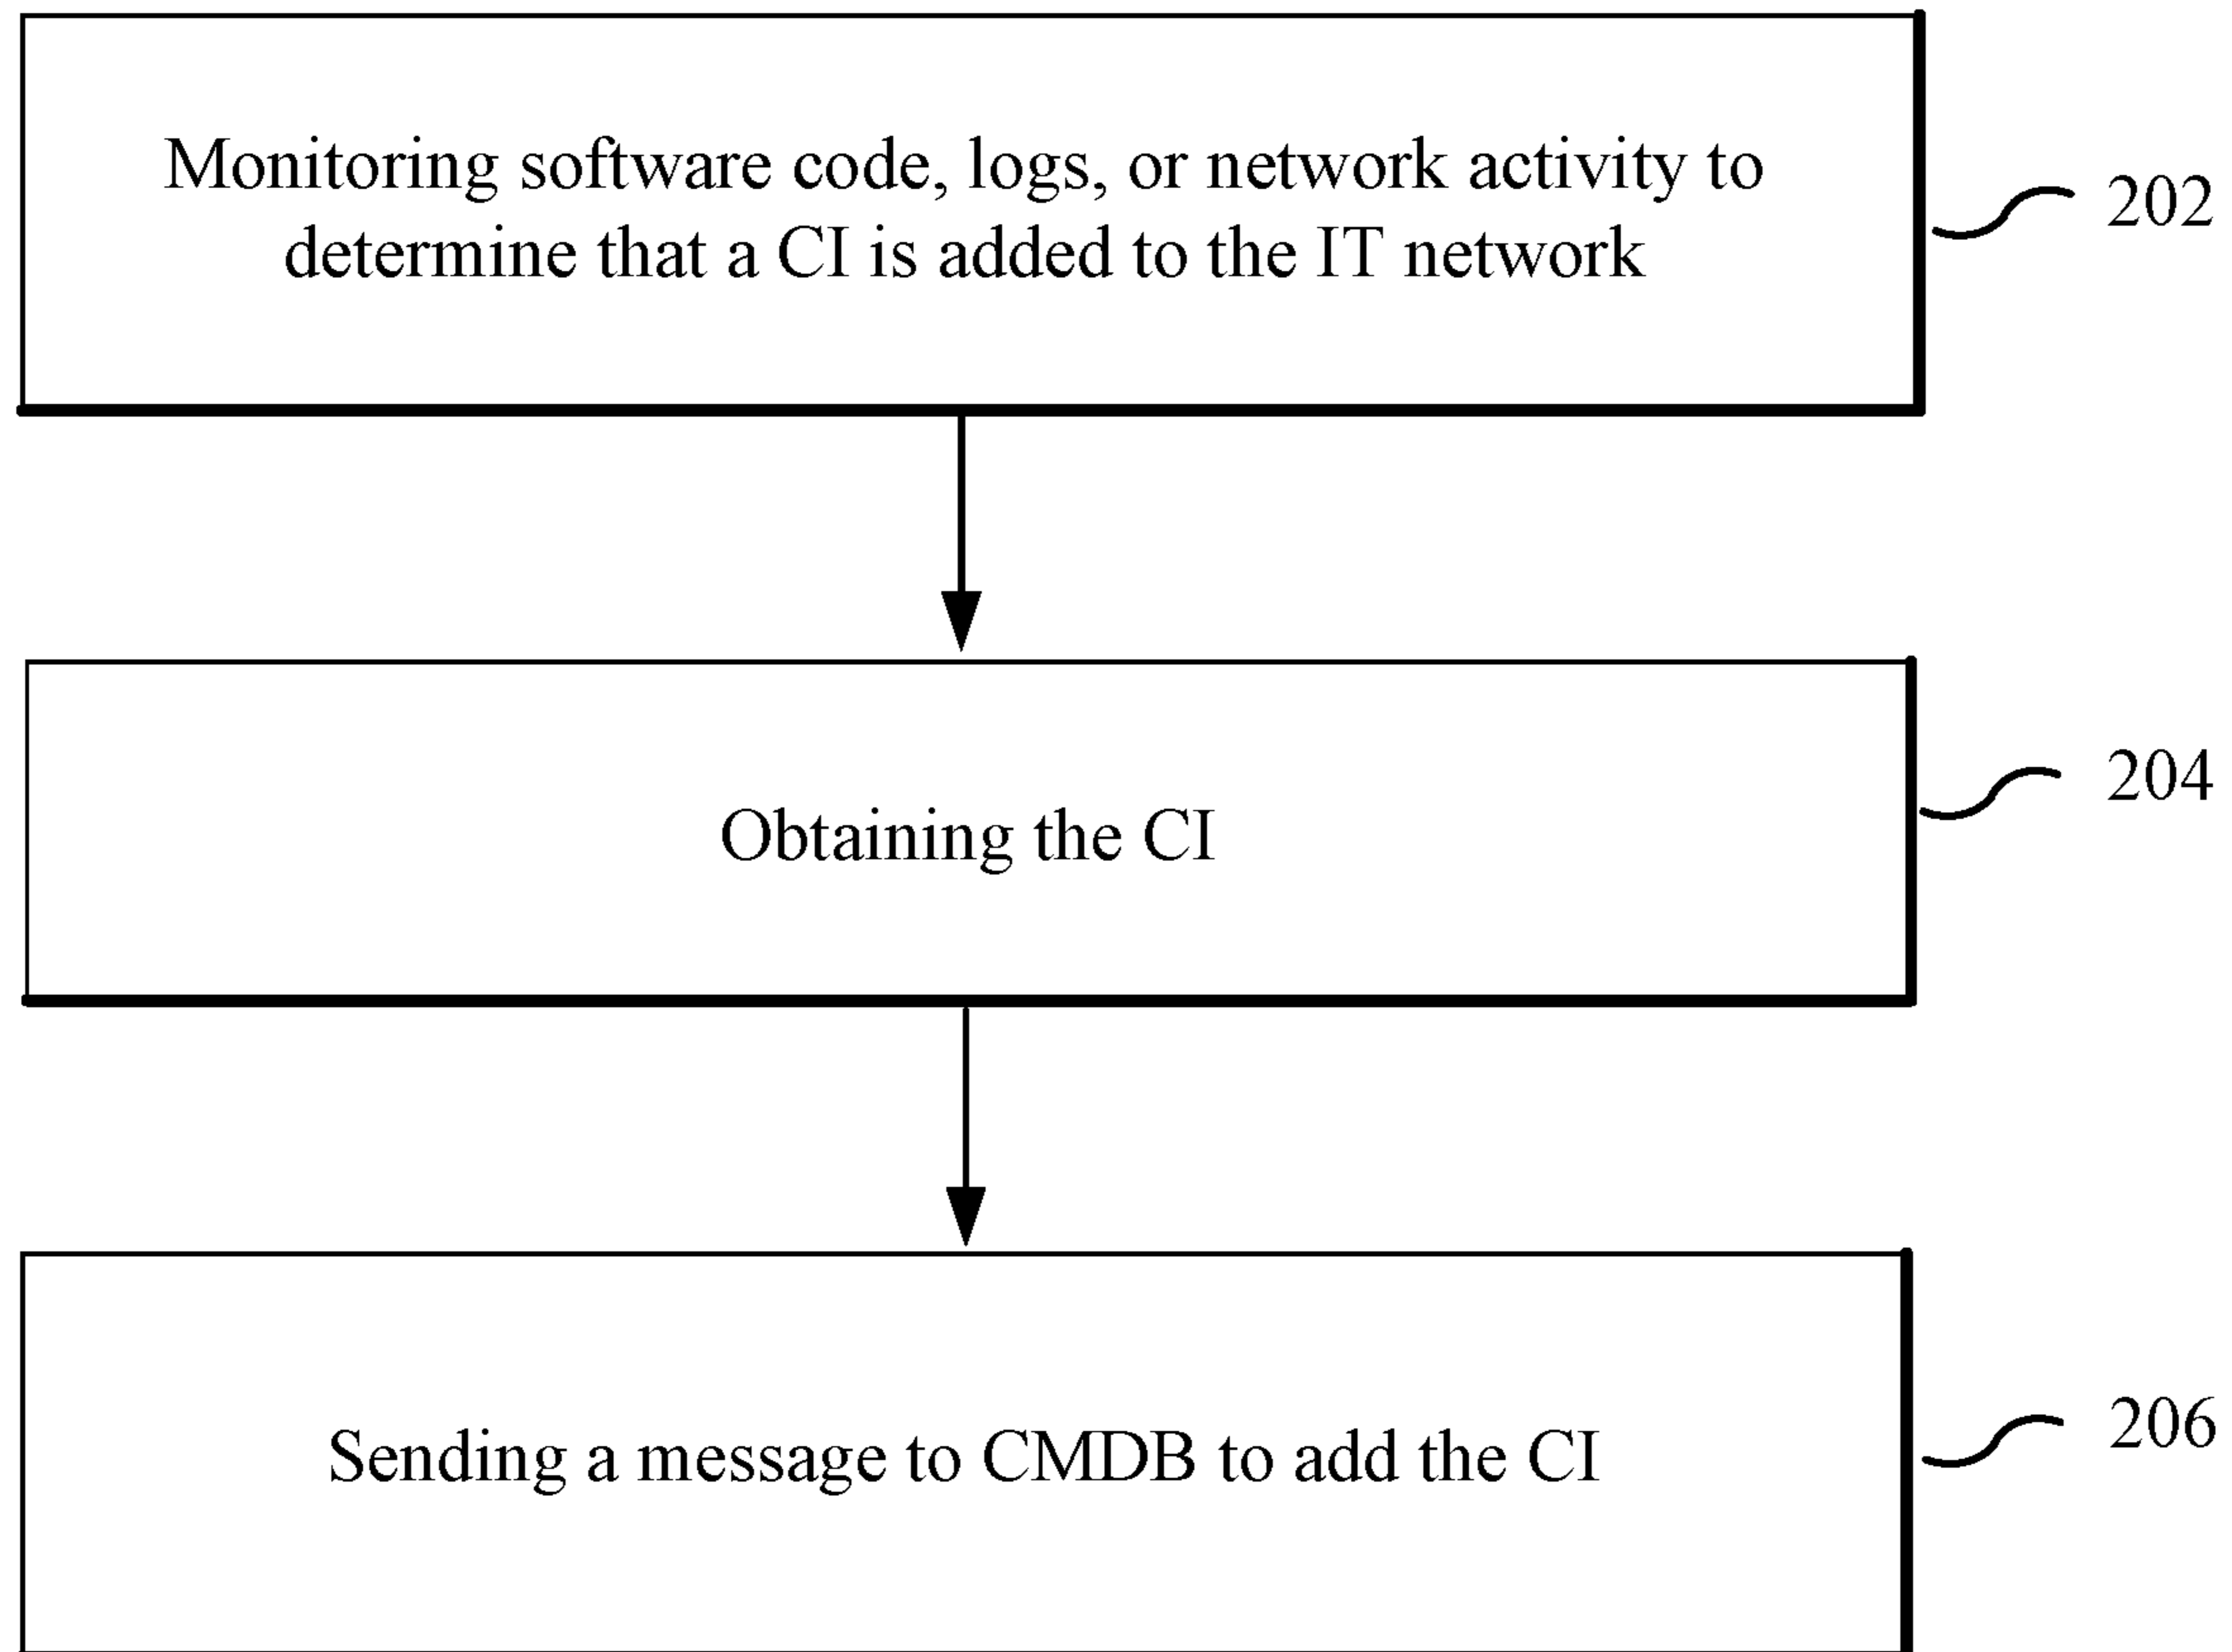 Monitoring software code, logs, or network activity to
determine that a CI is added to the IT network
202
Obtaining the CI
204
Sending a message to CMDB to add the CI
206